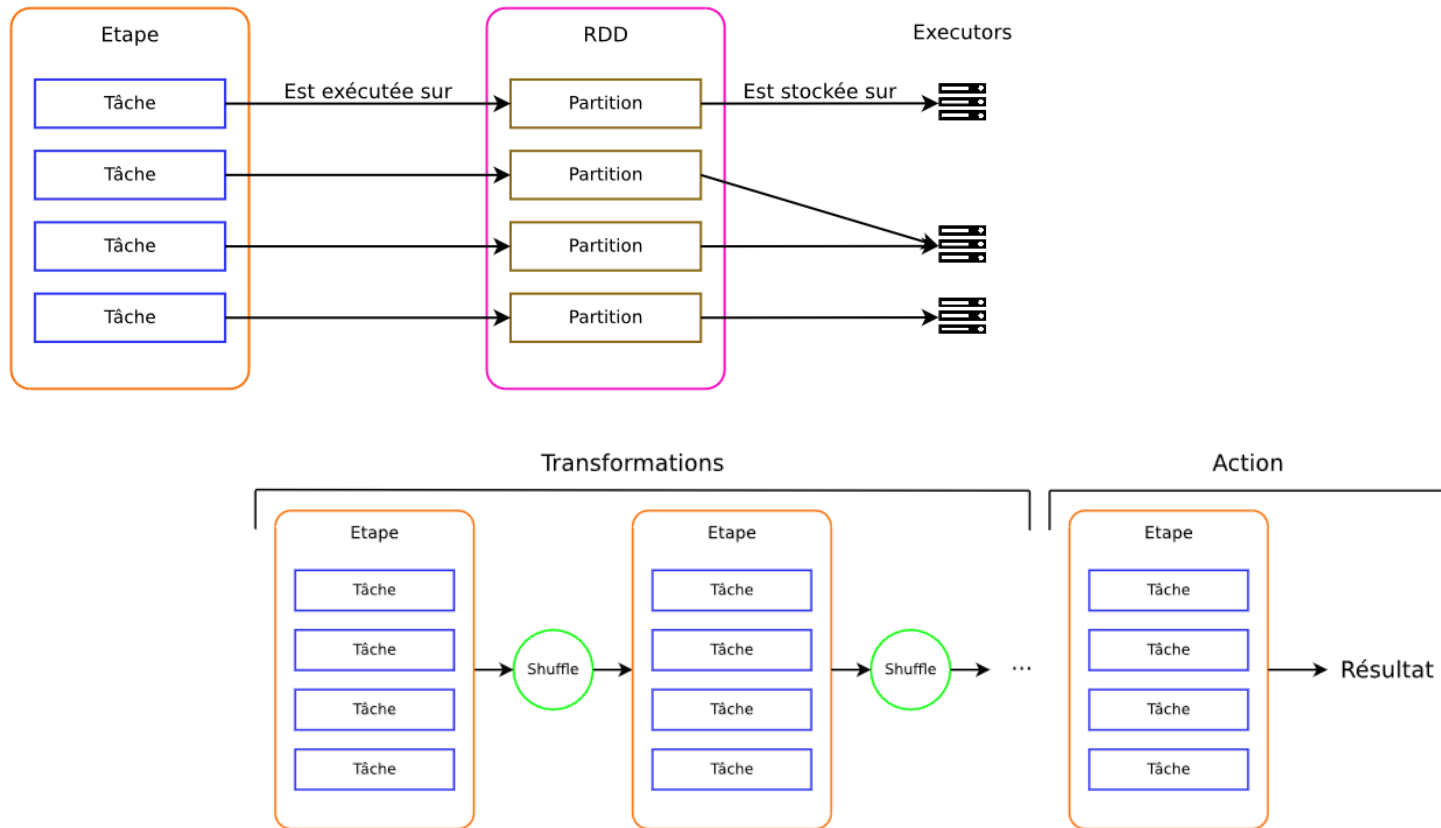 Etape
RDD
Executors
Tâche
Est exécutée sur
Partition
Est stockée sur
Tâche
Partition
Tâche
Partition
Tâche
Partition
Transformations
Action
Etape
Etape
Etape
Tâche
Tâche
Tâche
Tâche
Tâche
Tâche
Shuffle
Shuffle
...
Résultat
Tâche
Tâche
Tâche
Tâche
Tâche
Tâche